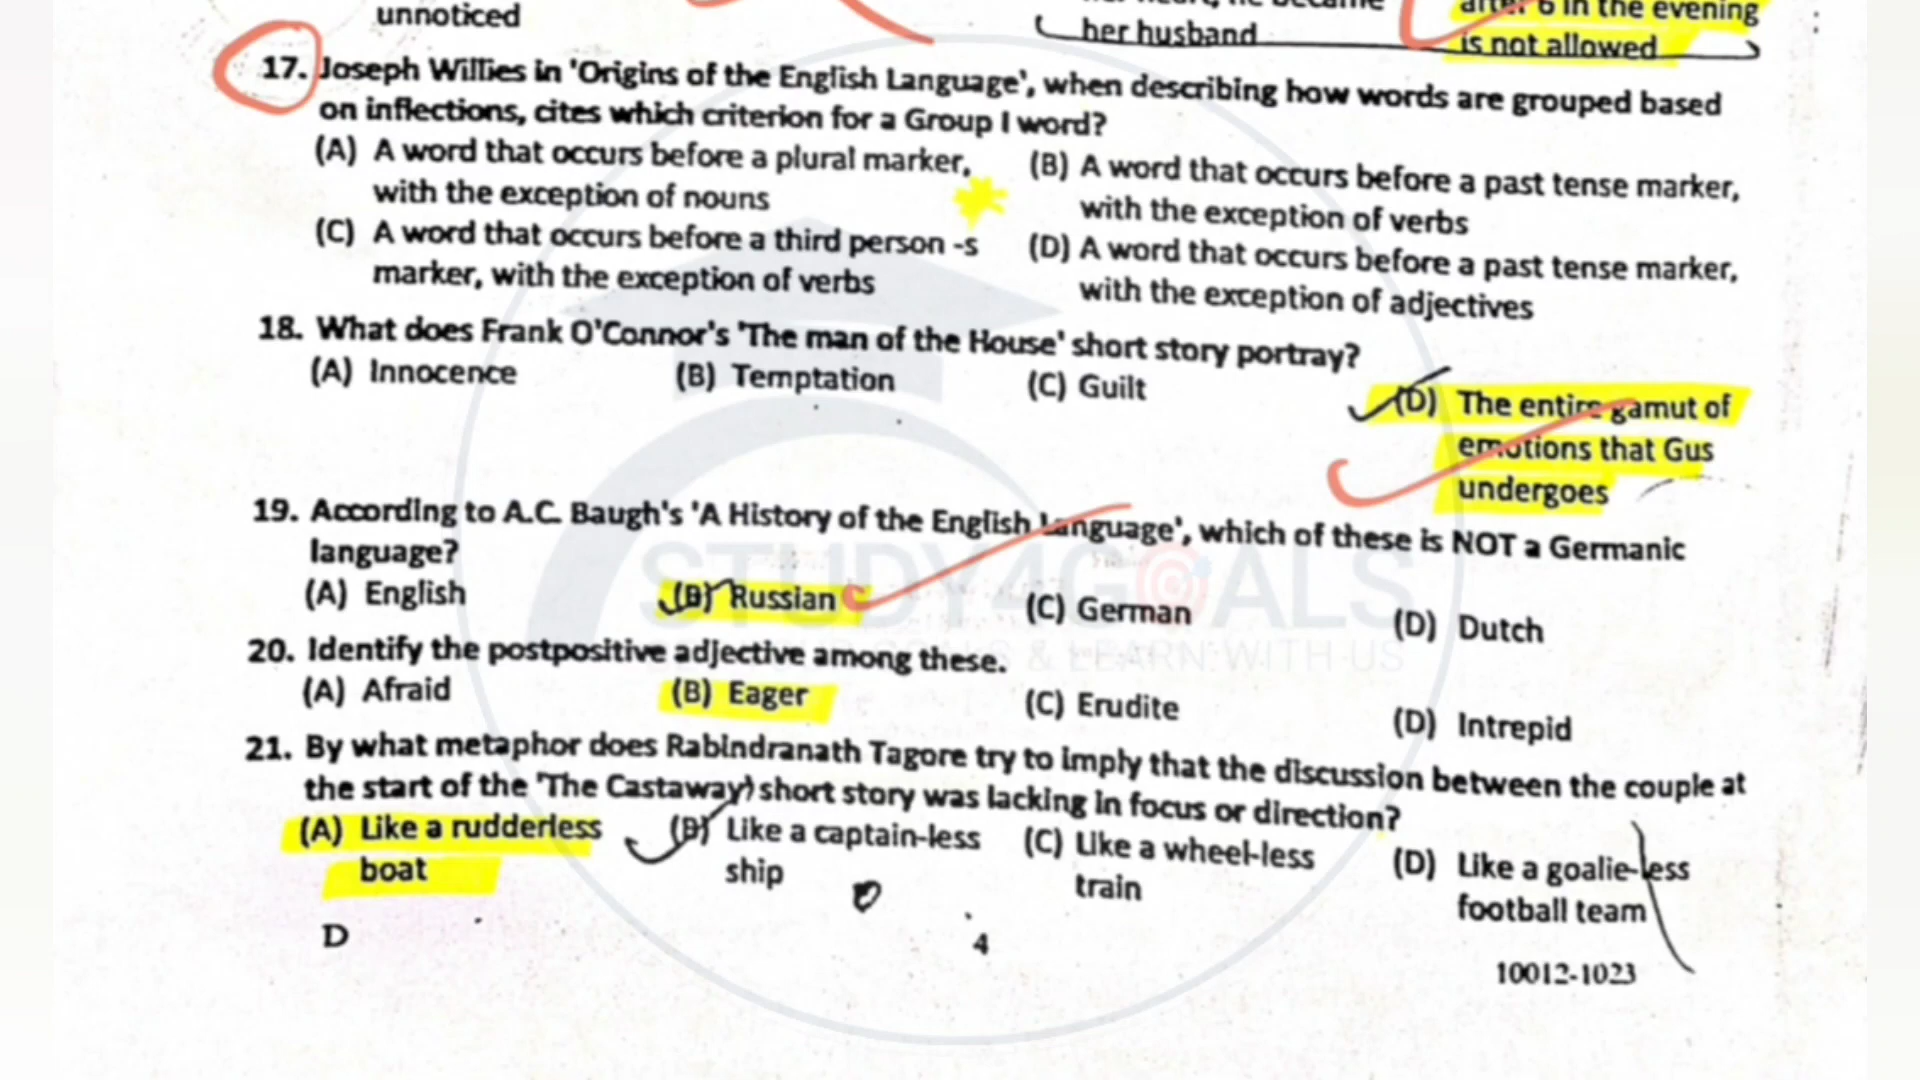 unnoticed
her husband
after 6 in the evening
is not allowed
17. Joseph Willies in 'Origins of the English Language', when describing how words are grouped based
on inflections, cites which criterion for a Group I word?
(A) A word that occurs before a plural marker,
with the exception of nouns
(B) A word that occurs before a past tense marker,
with the exception of verbs
(C) A word that occurs before a third person -s
marker, with the exception of verbs
(D) A word that occurs before a past tense marker,
with the exception of adjectives
18. What does Frank O'Connor's 'The man of the House' short story portray?
(A) Innocence
(B) Temptation
(C) Guilt
(D) The entire gamut of
emotions that Gus
undergoes
19. According to A.C. Baugh's 'A History of the English Language', which of these is NOT a Germanic
language?
(A) English
(B) Russian
(C) German
(D) Dutch
STUDY4GOALS
& LEARN WITH US
20. Identify the postpositive adjective among these.
(A) Afraid
(B) Eager
(C) Erudite
(D) Intrepid
21. By what metaphor does Rabindranath Tagore try to imply that the discussion between the couple at
the start of the 'The Castaway' short story was lacking in focus or direction?
(A) Like a rudderless
boat
(B) Like a captain-less
ship
(C) Like a wheel-less
train
(D) Like a goalie-less
football team
D
4
10012-1023